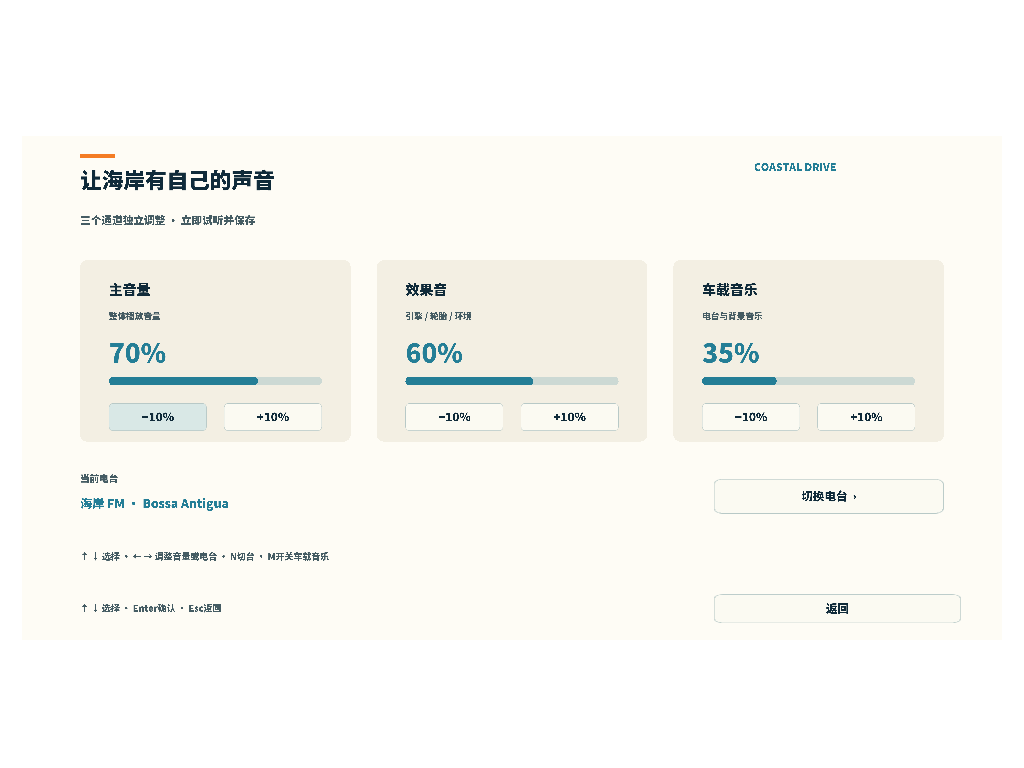 让海岸有自己的声音
COASTAL DRIVE
三个通道独立调整 · 立即试听并保存
主音量
整体播放音量
70%
−10%
+10%
效果音
引擎 / 轮胎 / 环境
60%
−10%
+10%
车载音乐
电台与背景音乐
35%
−10%
+10%
当前电台
海岸 FM · Bossa Antigua
切换电台 ›
↑ ↓ 选择 · ← → 调整音量或电台 · N切台 · M开关车载音乐
↑ ↓ 选择 · Enter确认 · Esc返回
返回